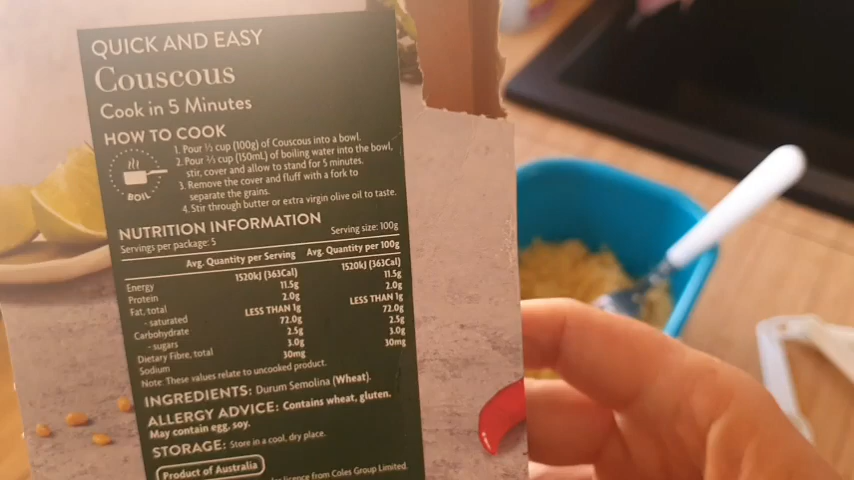 QUICK AND EASY
Couscous
Cook in 5 Minutes
HOW TO COOK
BOIL
1. Pour ½ cup (100g) of Couscous into a bowl.
2. Pour ⅔ cup (150mL) of boiling water into the bowl,
stir, cover and allow to stand for 5 minutes.
3. Remove the cover and fluff with a fork to
separate the grains.
4. Stir through butter or extra virgin olive oil to taste.
NUTRITION INFORMATION
Servings per package: 5 Serving size: 100g
Avg. Quantity per Serving Avg. Quantity per 100g
Energy 1520kJ (363Cal) 1520kJ (363Cal)
Protein 11.5g 11.5g
Fat, total 2.0g 2.0g
- saturated LESS THAN 1g LESS THAN 1g
Carbohydrate 72.0g 72.0g
- sugars 2.5g 2.5g
Dietary Fibre, total 3.0g 3.0g
Sodium 30mg 30mg
Note: These values relate to uncooked product.
INGREDIENTS: Durum Semolina (Wheat).
ALLERGY ADVICE: Contains wheat, gluten.
May contain egg, soy.
STORAGE: Store in a cool, dry place.
Product of Australia
licence from Coles Group Limited.